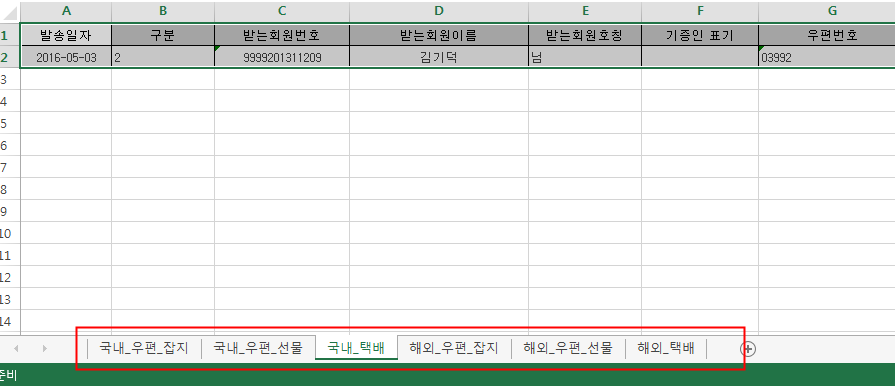 A B C D E F G
1 발송일자 구분 받는회원번호 받는회원이름 받는회원호칭 기증인 표기 우편번호
2 2016-05-03 2 9999201311209 김기덕 님 03992
3
4
5
6
7
8
9
10
11
12
13
14
국내_우편_잡지 국내_우편_선물 국내_택배 해외_우편_잡지 해외_우편_선물 해외_택배
준비